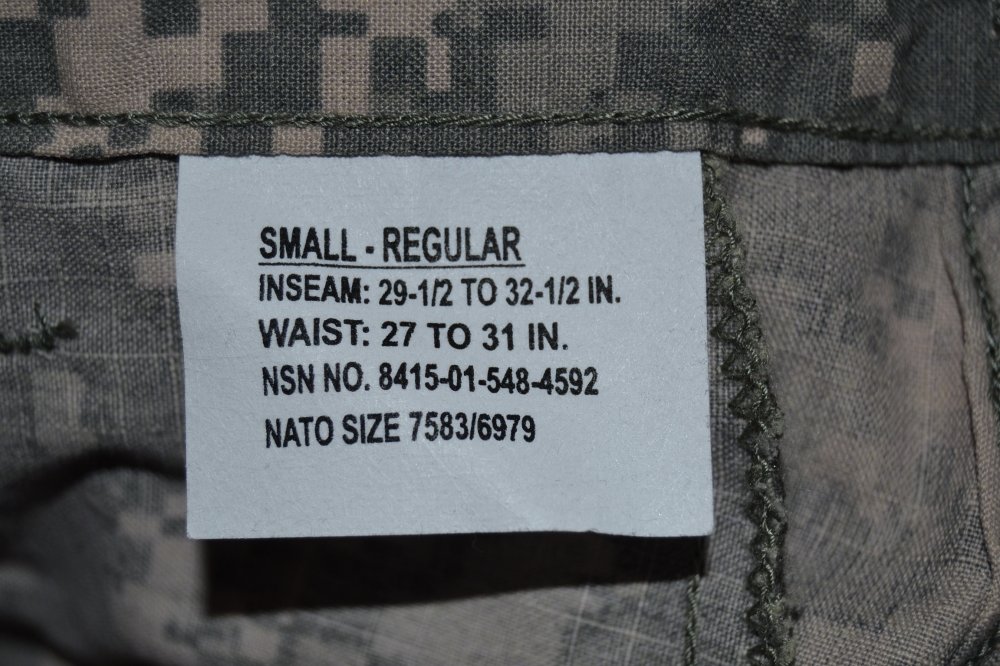 SMALL - REGULAR
INSEAM: 29-1/2 TO 32-1/2 IN.
WAIST: 27 TO 31 IN.
NSN NO. 8415-01-548-4592
NATO SIZE 7583/6979